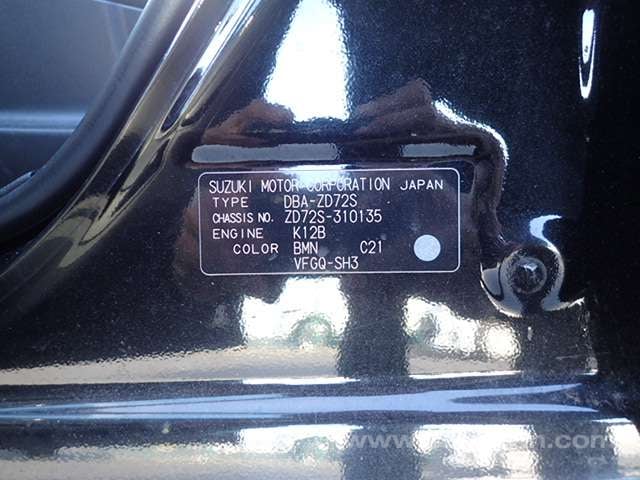 SUZUKI MOTOR CORPORATION JAPAN
TYPE DBA-ZD72S
CHASSIS NO. ZD72S-310135
ENGINE K12B
COLOR BMN C21
VFGQ-SH3